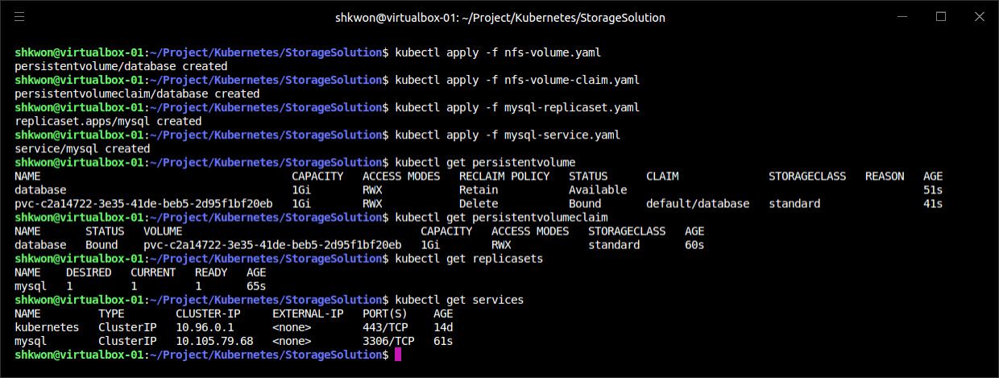 shkwon@virtualbox-01: ~/Project/Kubernetes/StorageSolution
shkwon@virtualbox-01:~/Project/Kubernetes/StorageSolution$ kubectl apply -f nfs-volume.yaml
persistentvolume/database created
shkwon@virtualbox-01:~/Project/Kubernetes/StorageSolution$ kubectl apply -f nfs-volume-claim.yaml
persistentvolumeclaim/database created
shkwon@virtualbox-01:~/Project/Kubernetes/StorageSolution$ kubectl apply -f mysql-replicaset.yaml
replicaset.apps/mysql created
shkwon@virtualbox-01:~/Project/Kubernetes/StorageSolution$ kubectl apply -f mysql-service.yaml
service/mysql created
shkwon@virtualbox-01:~/Project/Kubernetes/StorageSolution$ kubectl get persistentvolume
NAME CAPACITY ACCESS MODES RECLAIM POLICY STATUS CLAIM STORAGECLASS REASON AGE
database 1Gi RWX Retain Available 51s
pvc-c2a14722-3e35-41de-beb5-2d95f1bf20eb 1Gi RWX Delete Bound default/database standard 41s
shkwon@virtualbox-01:~/Project/Kubernetes/StorageSolution$ kubectl get persistentvolumeclaim
NAME STATUS VOLUME CAPACITY ACCESS MODES STORAGECLASS AGE
database Bound pvc-c2a14722-3e35-41de-beb5-2d95f1bf20eb 1Gi RWX standard 60s
shkwon@virtualbox-01:~/Project/Kubernetes/StorageSolution$ kubectl get replicasets
NAME DESIRED CURRENT READY AGE
mysql 1 1 1 65s
shkwon@virtualbox-01:~/Project/Kubernetes/StorageSolution$ kubectl get services
NAME TYPE CLUSTER-IP EXTERNAL-IP PORT(S) AGE
kubernetes ClusterIP 10.96.0.1 <none> 443/TCP 14d
mysql ClusterIP 10.105.79.68 <none> 3306/TCP 61s
shkwon@virtualbox-01:~/Project/Kubernetes/StorageSolution$